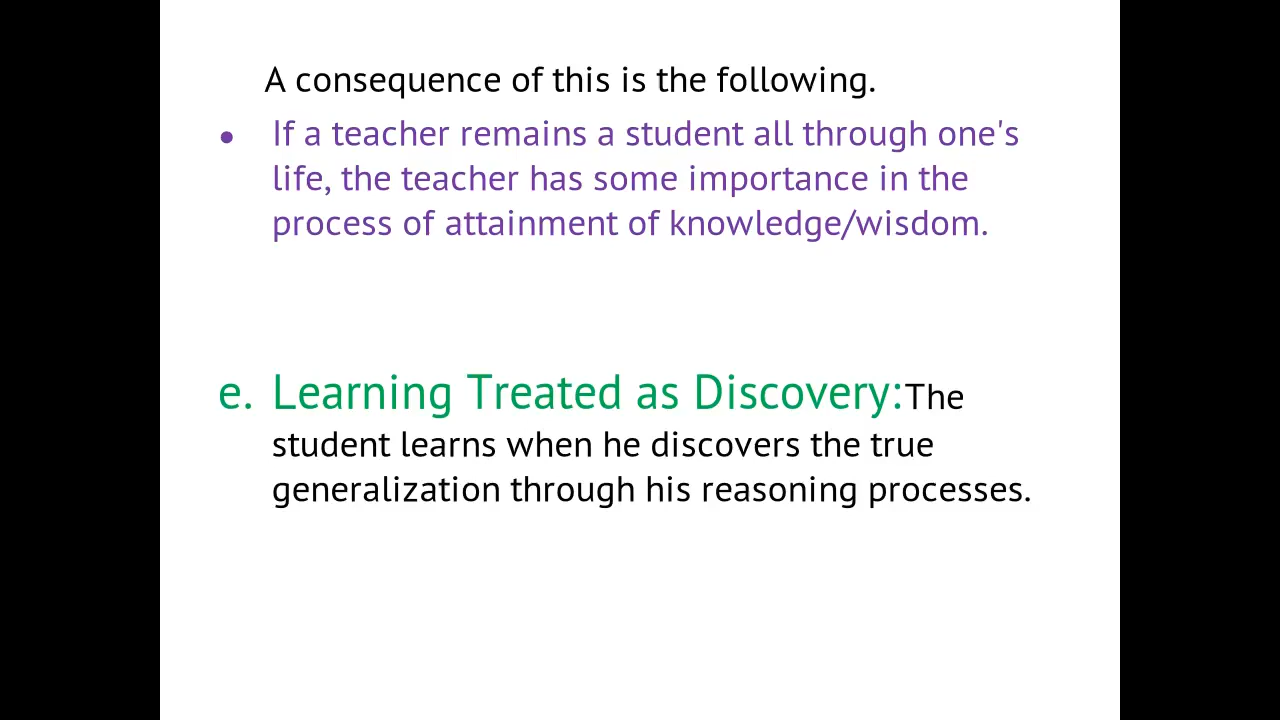 A consequence of this is the following.
• If a teacher remains a student all through one's
life, the teacher has some importance in the
process of attainment of knowledge/wisdom.
e. Learning Treated as Discovery:The
student learns when he discovers the true
generalization through his reasoning processes.